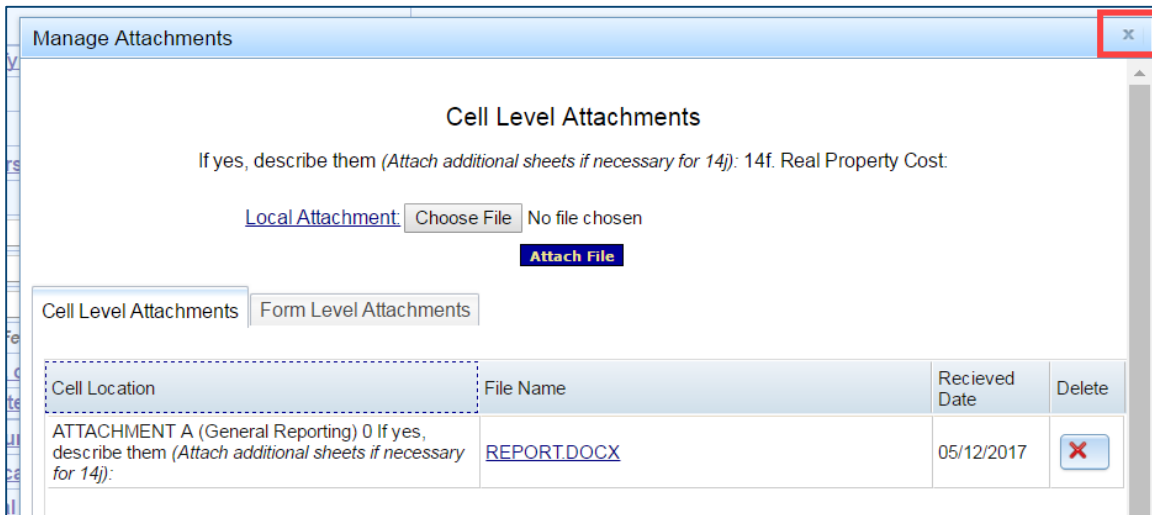 Manage Attachments
x
Cell Level Attachments
If yes, describe them (Attach additional sheets if necessary for 14j): 14f. Real Property Cost:
Local Attachment: Choose File No file chosen
Attach File
Cell Level Attachments Form Level Attachments
Cell Location File Name Recieved Date Delete
ATTACHMENT A (General Reporting) 0 If yes,
describe them (Attach additional sheets if necessary
for 14j):
REPORT.DOCX 05/12/2017